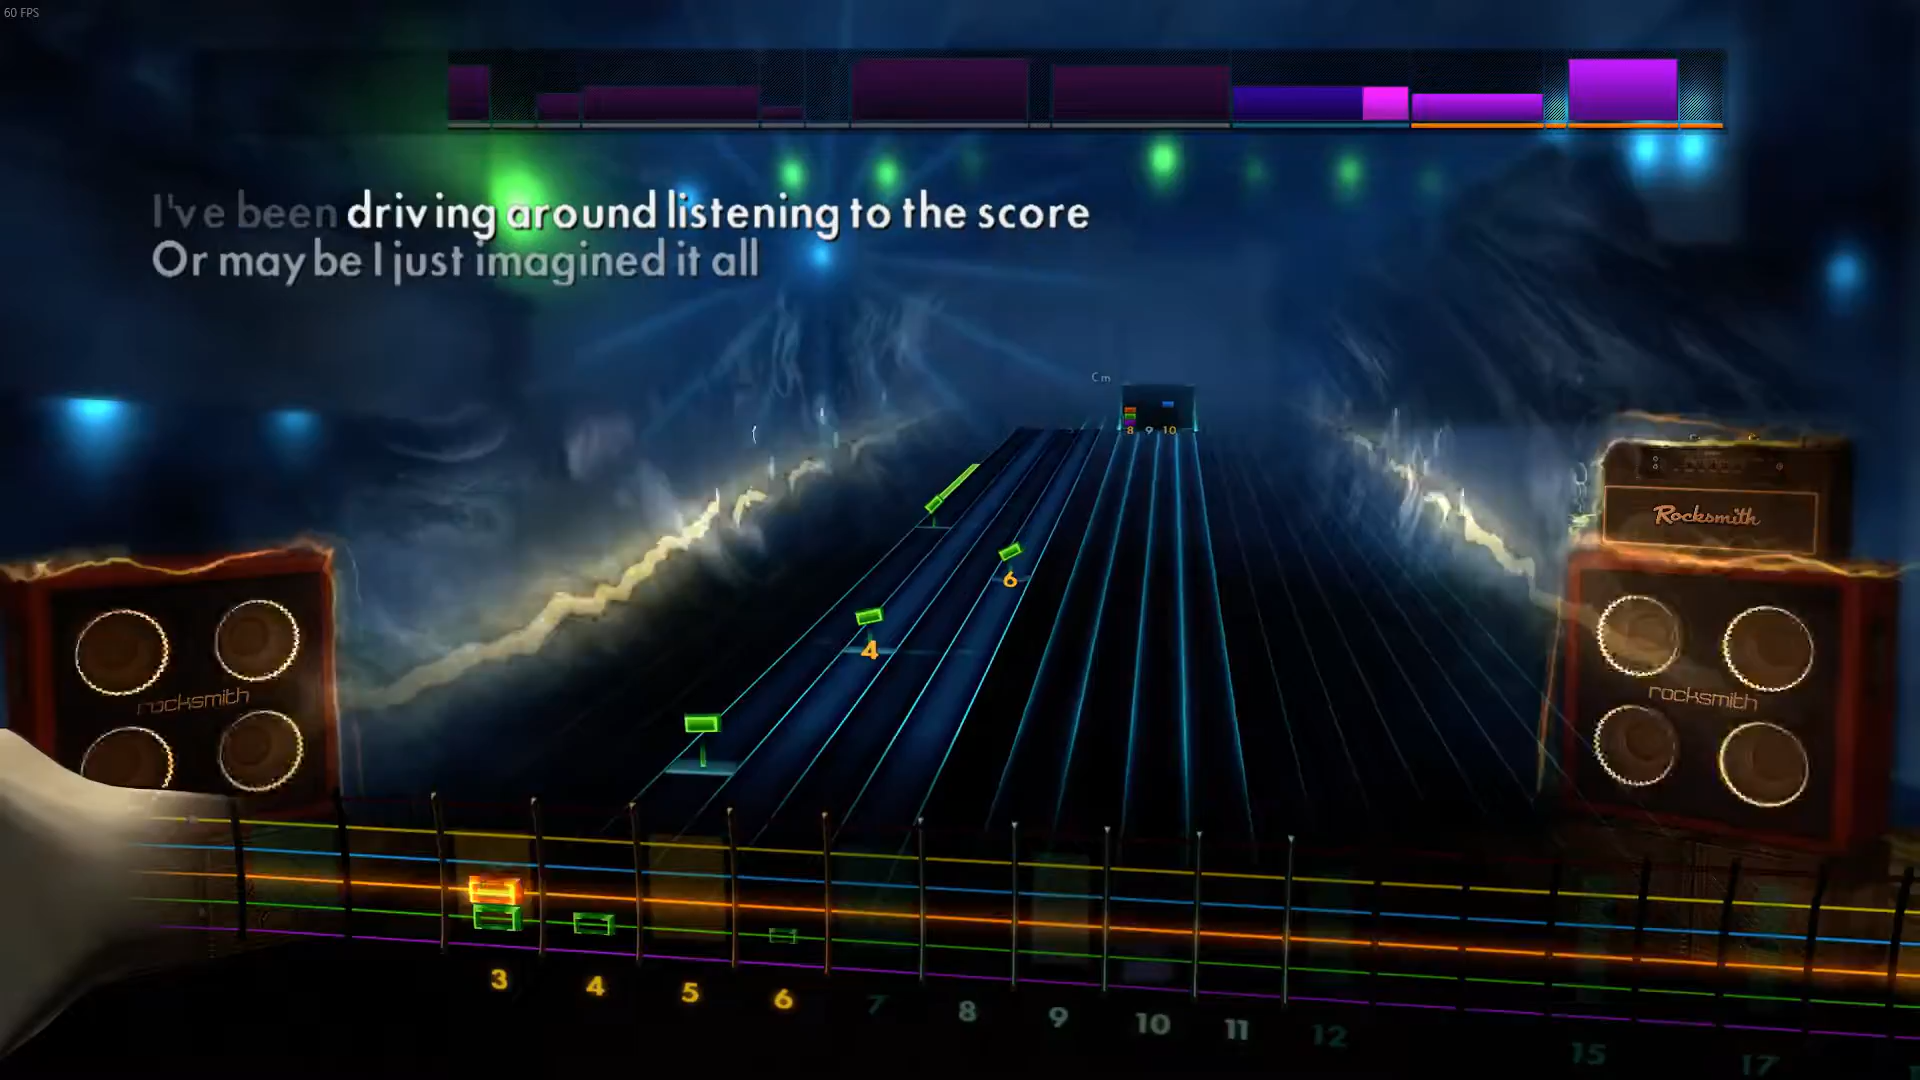 60 FPS
I've been driving around listening to the score
Or maybe I just imagined it all
Cm
8 9 10
Rocksmith
6
4
rocksmith
rocksmith
3 4 5 6 7 8 9 10 11 12 15 17